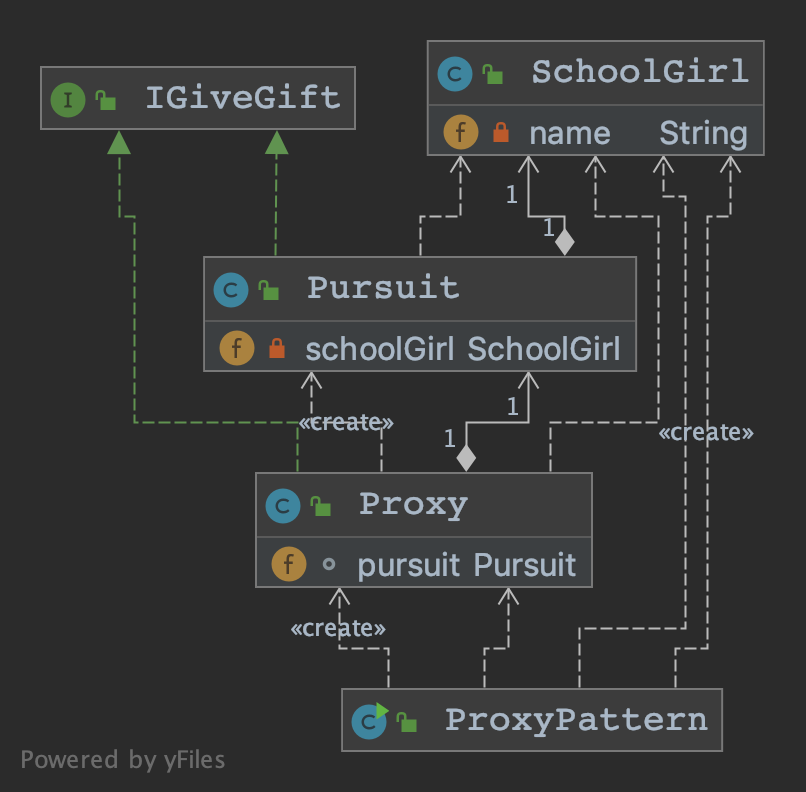 SchoolGirl
IGiveGift
name String
1
1
Pursuit
schoolGirl SchoolGirl
1
«create»
«create»
1
Proxy
pursuit Pursuit
«create»
ProxyPattern
Powered by yFiles